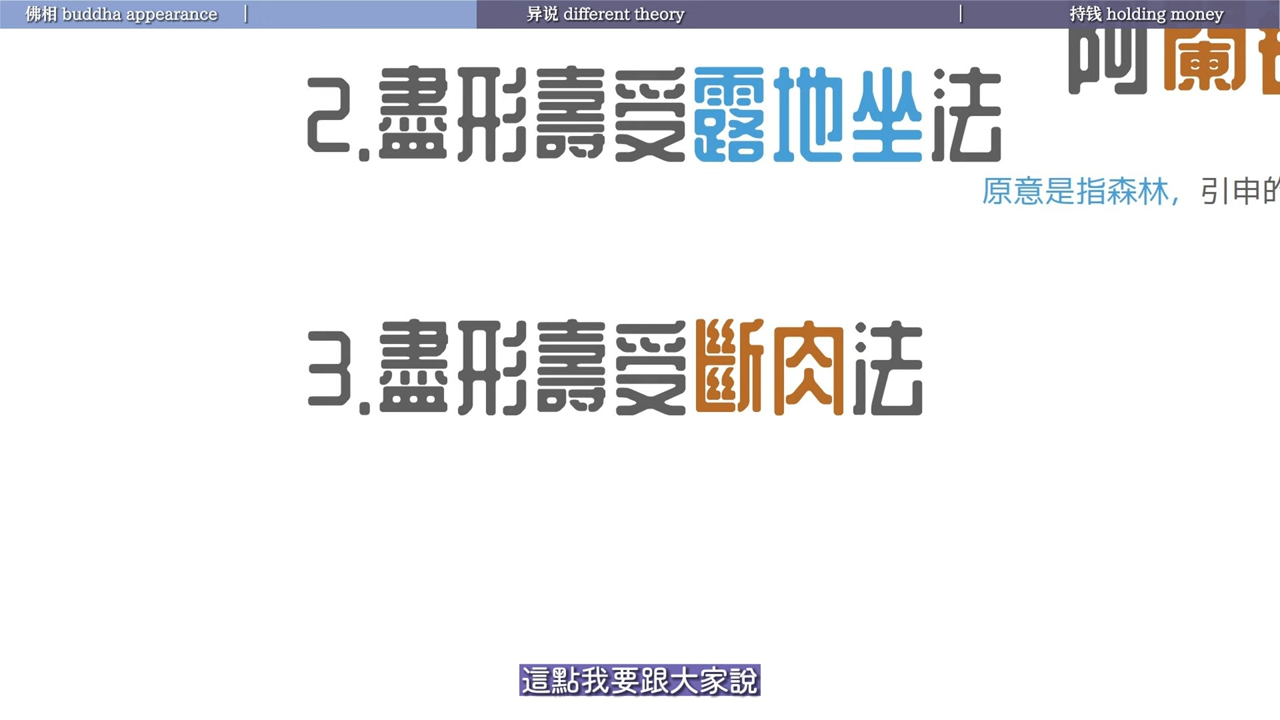 佛相 buddha appearance | 异说 different theory | 持钱 holding money
阿蘭
2.盡形壽受露地坐法
原意是指森林，引申的
3.盡形壽受斷肉法
這點我要跟大家說